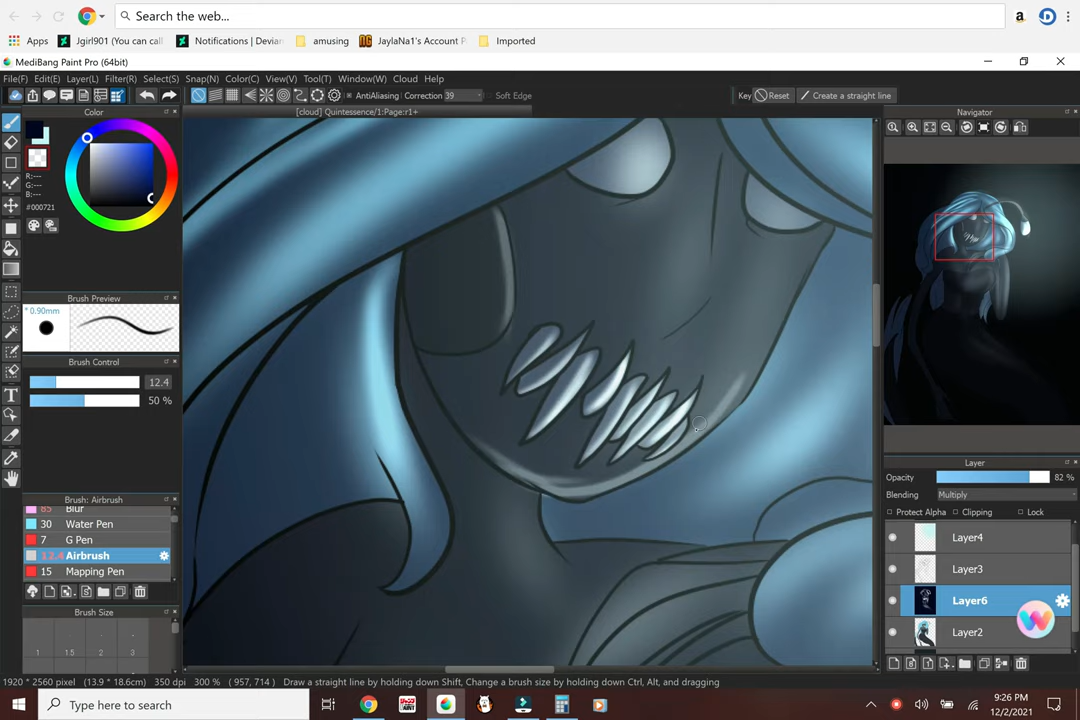 Search the web...
Apps Jgirl901 (You can call Notifications | Devian amusing JaylaNa1's Account P Imported
MediBang Paint Pro (64bit)
File(F) Edit(E) Layer(L) Filter(R) Select(S) Snap(N) Color(C) View(V) Tool(T) Window(W) Cloud Help
AntiAliasing Correction 39 Soft Edge Key Reset Create a straight line
Color
[cloud] Quintessence/1:Page:r1+
Navigator
R:---
G:---
B:---
#000721
Brush Preview
* 0.90mm
Brush Control
12.4
50 %
Brush: Airbrush
85 Blur
30 Water Pen
7 G Pen
12.4 Airbrush
15 Mapping Pen
Brush Size
1 1.5 2 3
Layer
Opacity 82 %
Blending Multiply
Protect Alpha Clipping Lock
Layer4
Layer3
Layer6
Layer2
1920 * 2560 pixel (13.9 * 18.6cm) 350 dpi 300 % ( 957, 714 ) Draw a straight line by holding down Shift, Change a brush size by holding down Ctrl, Alt, and dragging
Type here to search
9:26 PM
12/2/2021